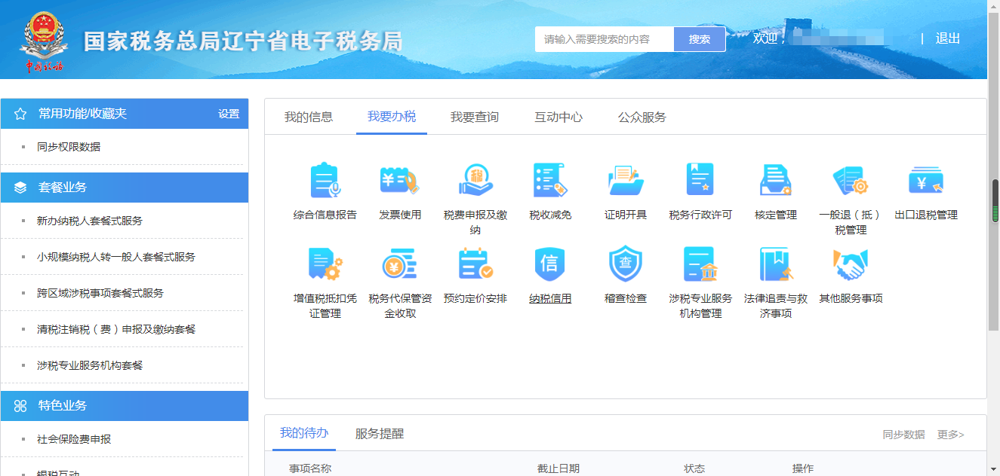 国家税务总局辽宁省电子税务局
中国税务
请输入需要搜索的内容
搜索
欢迎，
|
退出
常用功能/收藏夹
设置
同步权限数据
套餐业务
新办纳税人套餐式服务
小规模纳税人转一般人套餐式服务
跨区域涉税事项套餐式服务
清税注销税（费）申报及缴纳套餐
涉税专业服务机构套餐
特色业务
社会保险费申报
银税互动
我的信息
我要办税
我要查询
互动中心
公众服务
税
信
查
综合信息报告
发票使用
税费申报及缴
纳
税收减免
证明开具
税务行政许可
核定管理
一般退（抵）
税管理
出口退税管理
增值税抵扣凭
证管理
税务代保管资
金收取
预约定价安排
纳税信用
稽查检查
涉税专业服务
机构管理
法律追责与救
济事项
其他服务事项
我的待办
服务提醒
同步数据
更多>
事项名称
截止日期
状态
操作